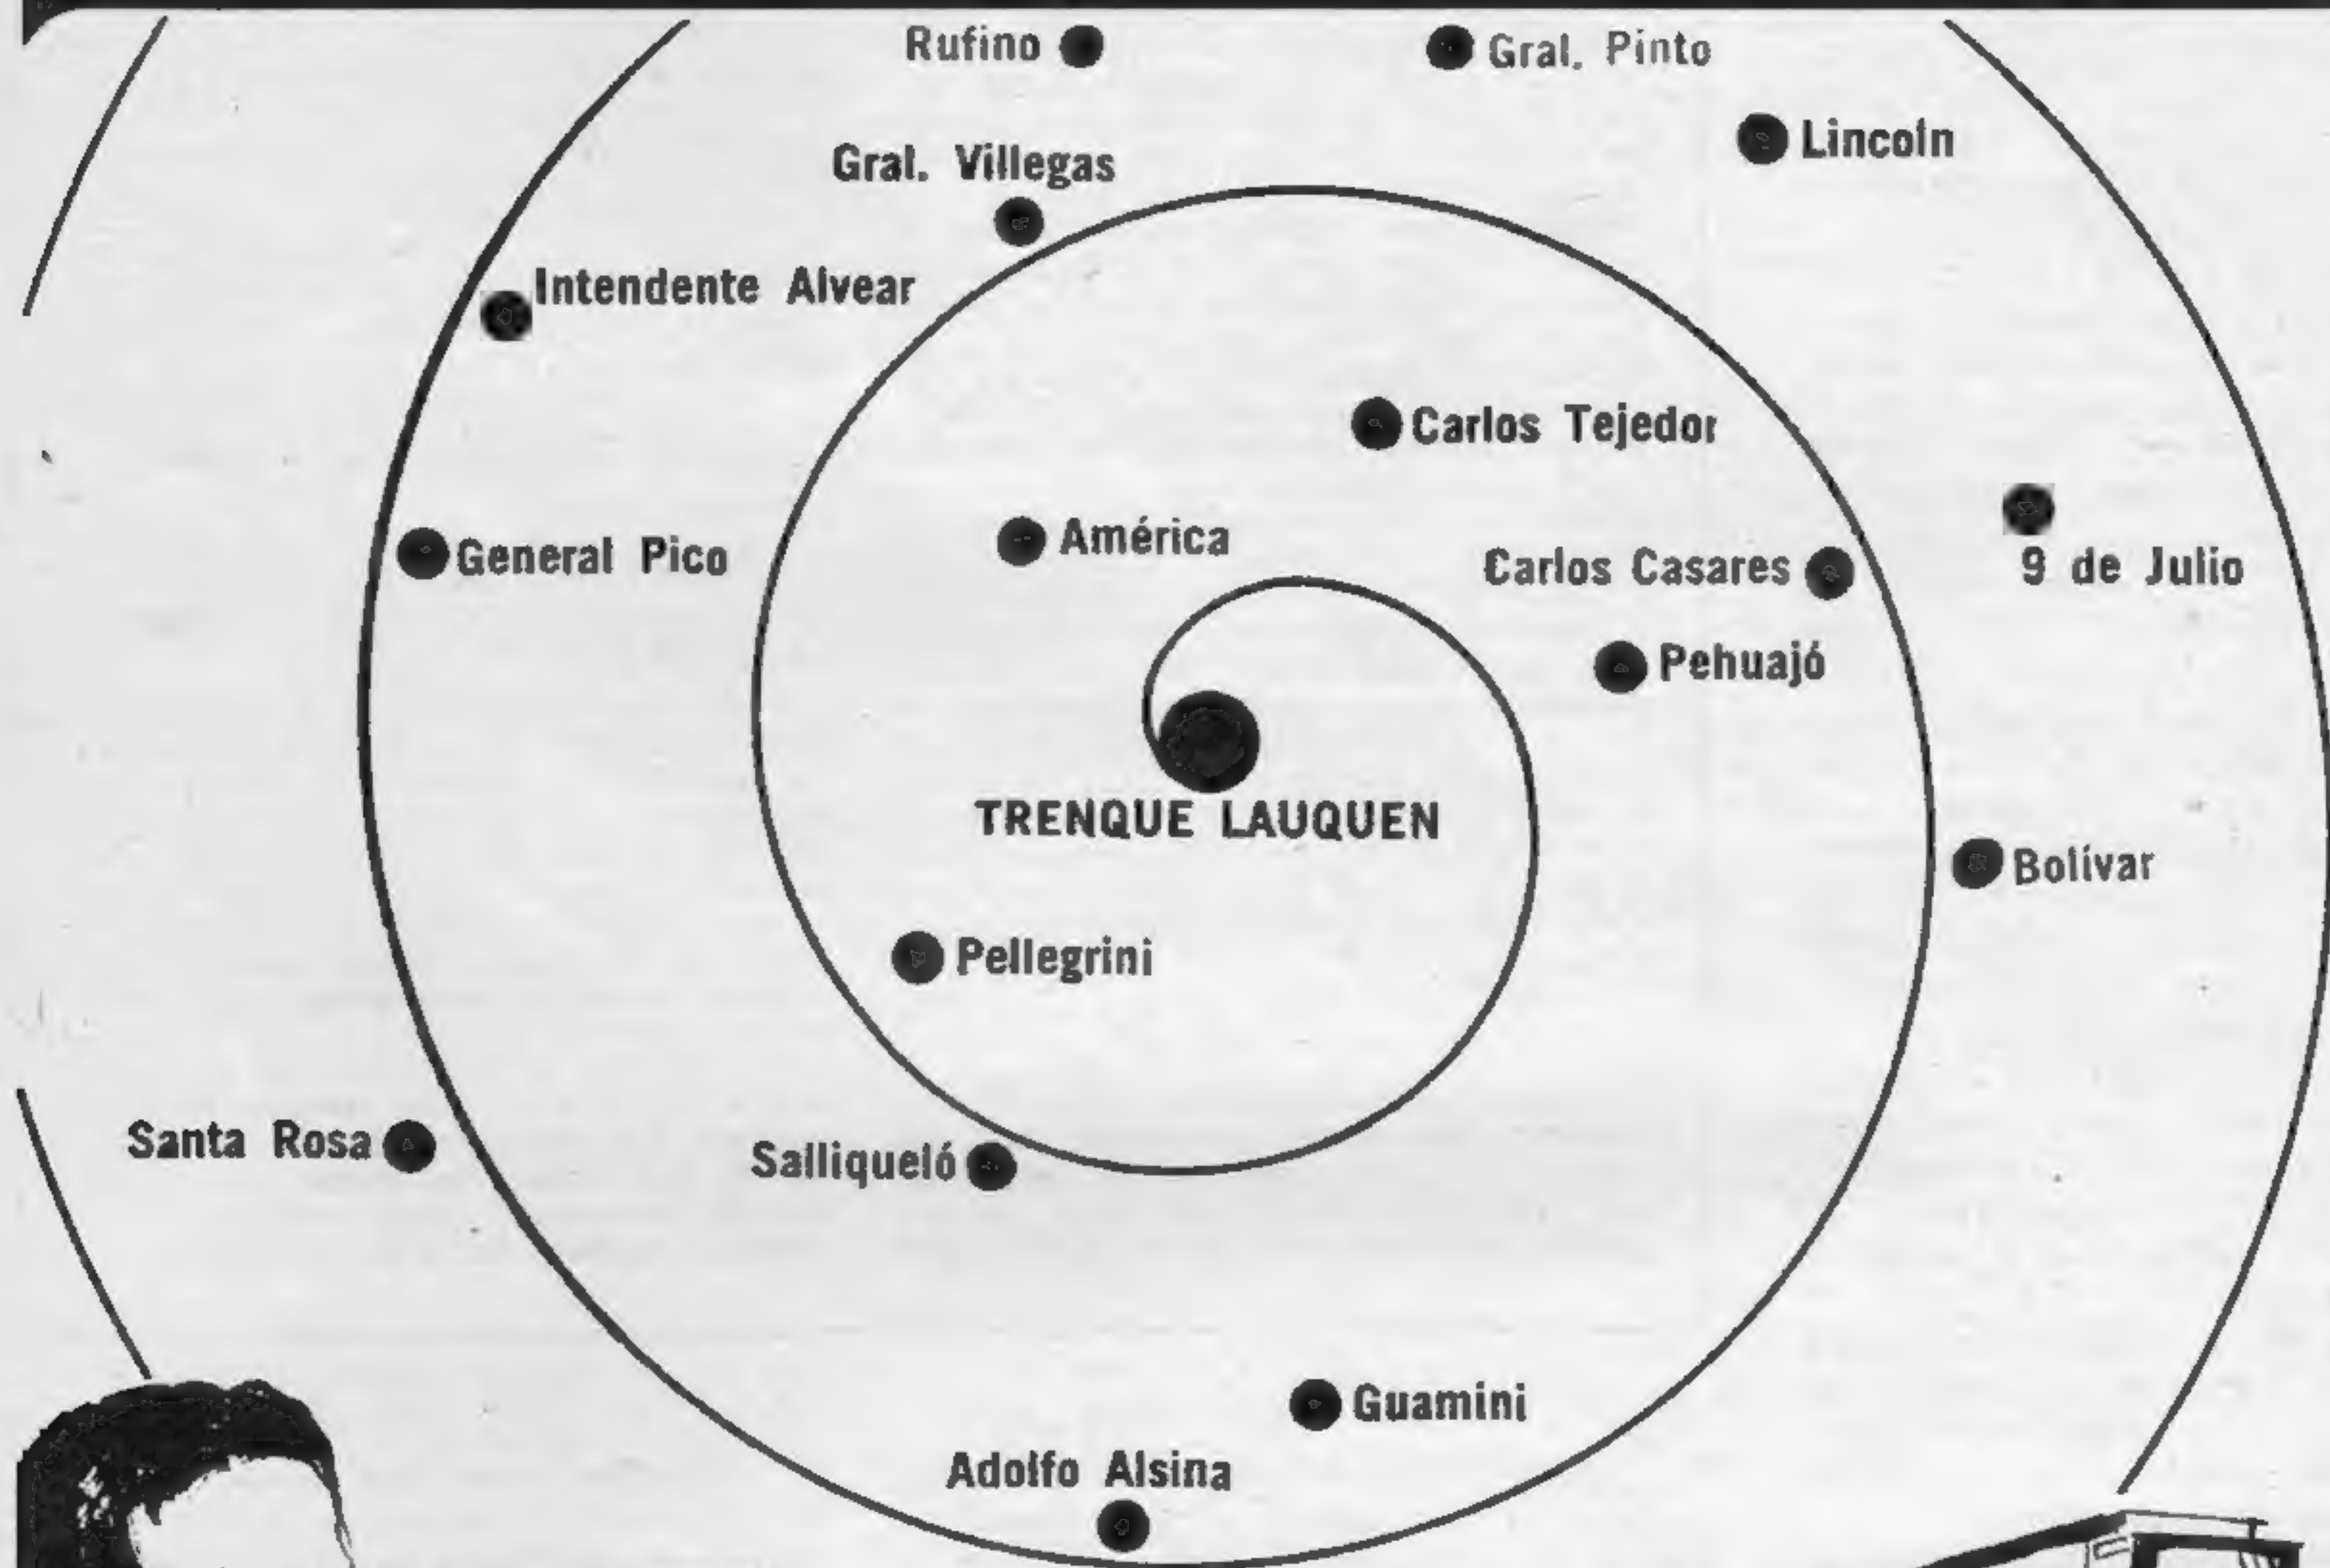 Rufino
Gral. Pinto
Lincoln
Gral. Villegas
Intendente Alvear
Carlos Tejedor
América
General Pico
Carlos Casares
9 de Julio
Pehuajó
TRENQUE LAUQUEN
Bolívar
Pellegrini
Santa Rosa
Salliqueló
Guamini
Adolfo Alsina